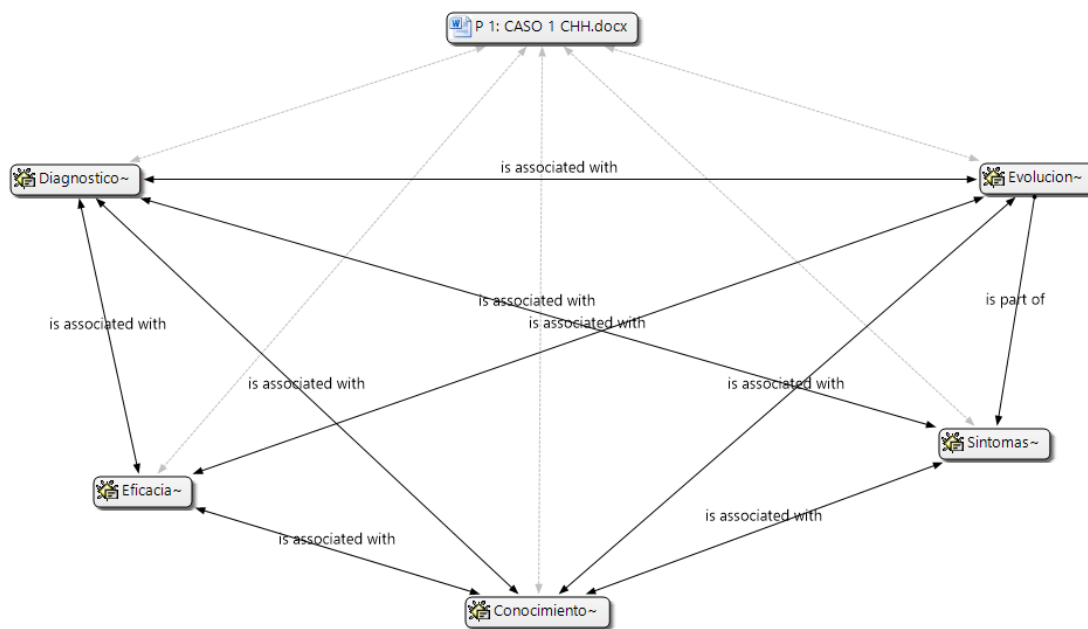 P 1: CASO 1 CHH.docx
is associated with
Diagnostico~
Evolucion~
is associated with
is part of
is associated with
is associated with
is associated with
is associated with
Sintomas~
Eficacia~
is associated with
is associated with
Conocimiento~